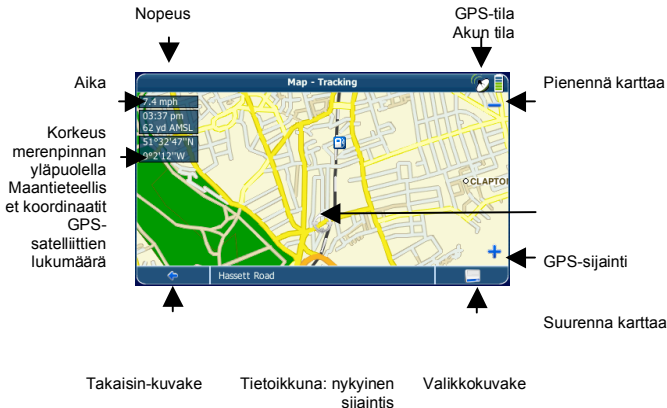 Nopeus
GPS-tila
Akun tila
Aika
Pienennä karttaa
Map - Tracking
7.4 mph
03:37 pm
62 yd AMSL
51°32'47''N
0°2'12''W
CLAPTO
Korkeus
merenpinnan
yläpuolella
Maantieteellis
et koordinaatit
GPS-
satelliittien
lukumäärä
GPS-sijainti
Hassett Road
Suurenna karttaa
Takaisin-kuvake
Tietoikkuna: nykyinen
sijaintis
Valikkokuvake